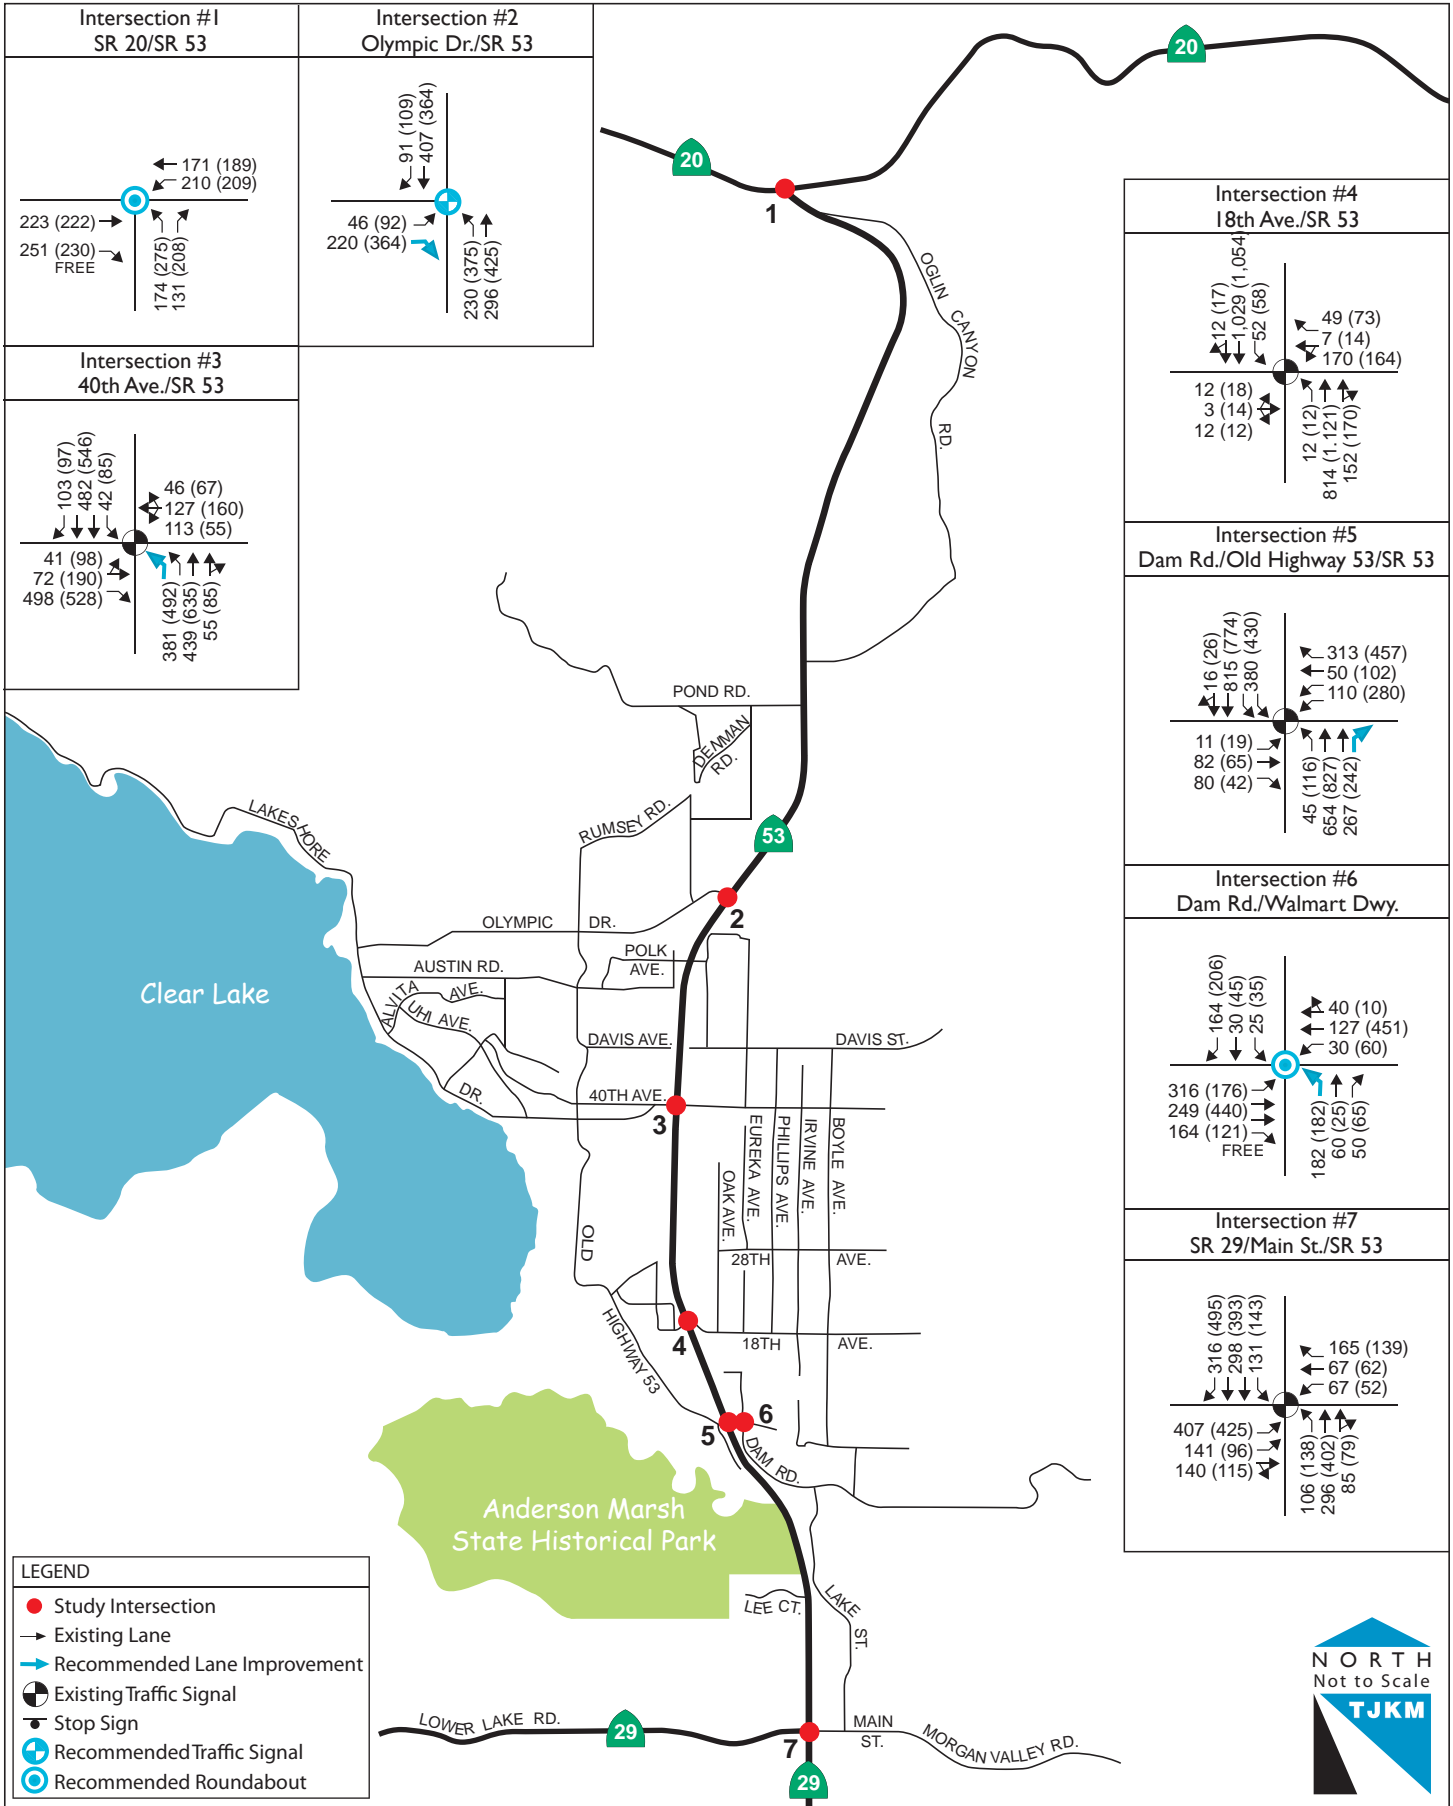 Intersection #1
SR 20/SR 53
171 (189)
210 (209)
223 (222)
251 (230)
FREE
174 (275)
131 (208)
Intersection #2
Olympic Dr./SR 53
91 (109)
407 (364)
46 (92)
220 (364)
230 (375)
296 (425)
Intersection #3
40th Ave./SR 53
103 (97)
482 (546)
42 (85)
46 (67)
127 (160)
113 (55)
41 (98)
72 (190)
498 (528)
381 (492)
439 (635)
55 (85)
Intersection #4
18th Ave./SR 53
12 (17)
1,029 (1,054)
52 (58)
49 (73)
7 (14)
170 (164)
12 (18)
3 (14)
12 (12)
12 (12)
814 (1.121)
152 (170)
Intersection #5
Dam Rd./Old Highway 53/SR 53
16 (26)
815 (774)
380 (430)
313 (457)
50 (102)
110 (280)
11 (19)
82 (65)
80 (42)
45 (116)
654 (827)
267 (242)
Intersection #6
Dam Rd./Walmart Dwy.
164 (206)
30 (45)
25 (35)
40 (10)
127 (451)
30 (60)
316 (176)
249 (440)
164 (121)
FREE
182 (182)
60 (25)
50 (65)
Intersection #7
SR 29/Main St./SR 53
316 (495)
298 (393)
131 (143)
165 (139)
67 (62)
67 (52)
407 (425)
141 (96)
140 (115)
106 (138)
296 (402)
85 (79)
20
20
1
OGLIN CANYON RD.
POND RD.
DENMAN
RD.
RUMSEY RD.
53
LAKESHORE
2
OLYMPIC DR.
POLK
AVE.
AUSTIN RD.
Clear Lake
ALVITA AVE.
UHI AVE.
DAVIS AVE.
DAVIS ST.
DR.
40TH AVE.
3
EUREKA AVE.
PHILLIPS AVE.
IRVINE AVE.
BOYLE AVE.
OAK AVE.
OLD
28TH AVE.
HIGHWAY 53
4
18TH AVE.
5
6
DAM RD.
Anderson Marsh
State Historical Park
LEE CT.
LAKE
ST.
LOWER LAKE RD.
29
7
MAIN
ST.
MORGAN VALLEY RD.
29
LEGEND
Study Intersection
Existing Lane
Recommended Lane Improvement
Existing Traffic Signal
Stop Sign
Recommended Traffic Signal
Recommended Roundabout
NORTH
Not to Scale
TJKM